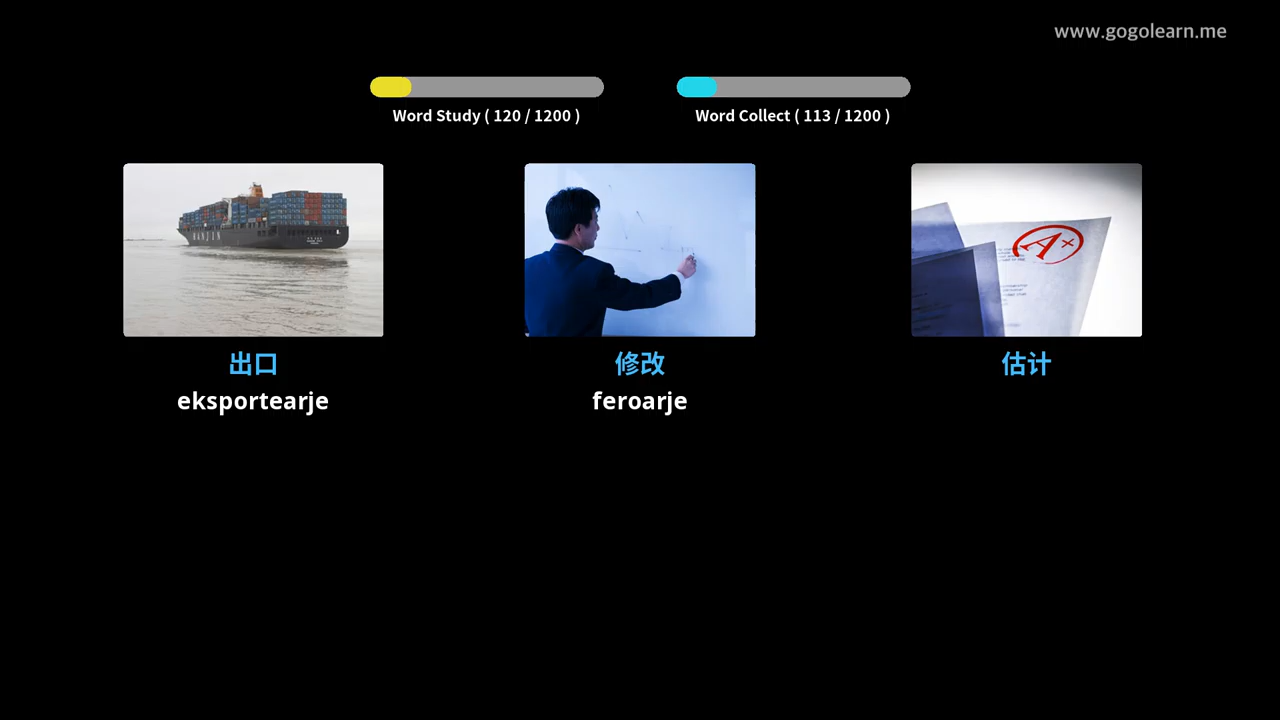 www.gogolearn.me
Word Study ( 120 / 1200 )
Word Collect ( 113 / 1200 )
A+
出口
修改
估计
eksportearje
feroarje